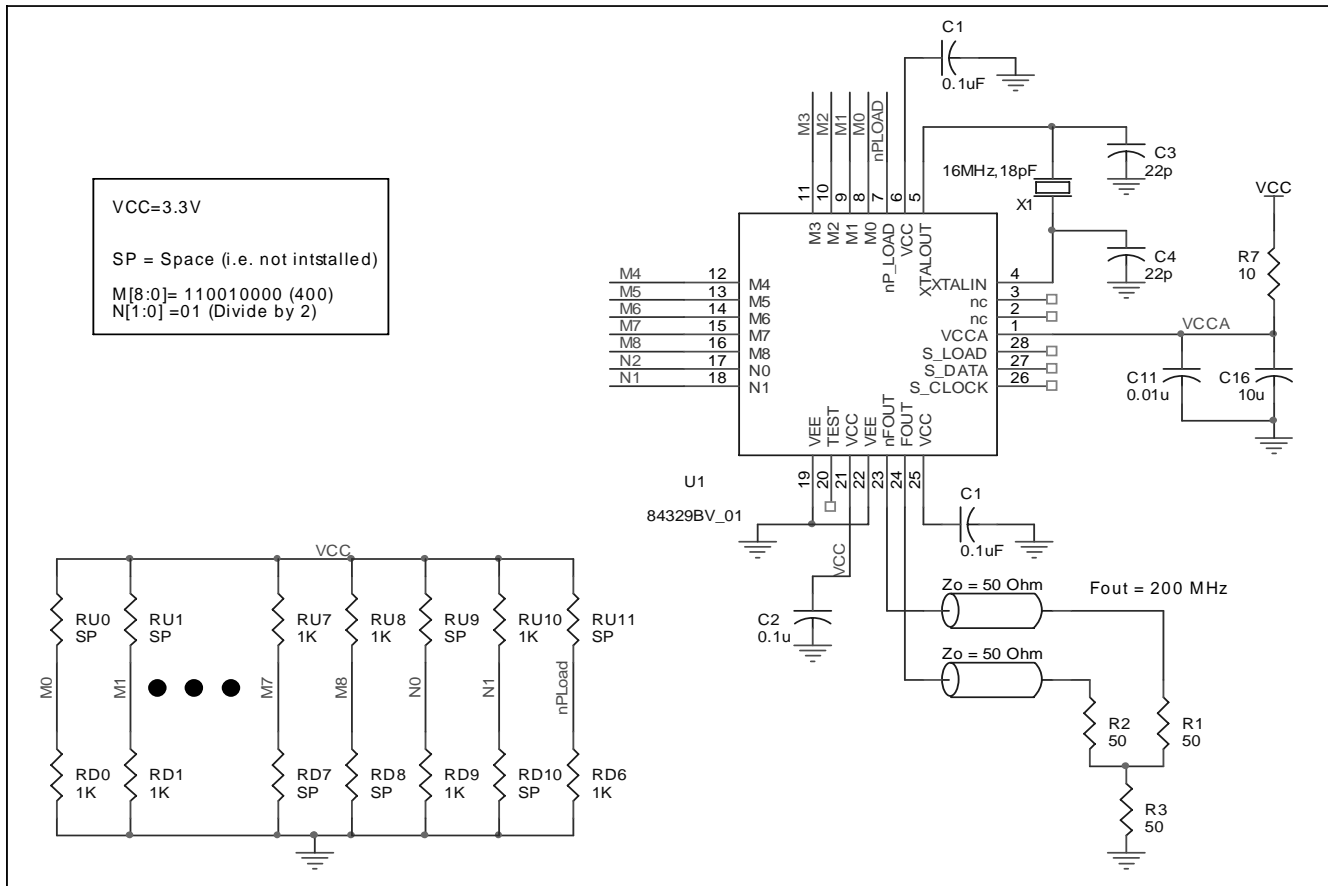 C1
0.1uF
M3
M2
M1
M0
nPLOAD
11
10
9
8
7
6
5
16MHz,18pF
X1
C3
22p
C4
22p
VCC
R7
10
VCC=3.3V
SP = Space (i.e. not intstalled)
M[8:0]= 110010000 (400)
N[1:0] =01 (Divide by 2)
M3
M2
M1
M0
nP_LOAD
VCC
XTALOUT
M4 12 M4
M5 13 M5
M6 14 M6
M7 15 M7
M8 16 M8
N2 17 N0
N1 18 N1
XTALIN 4
nc 3
nc 2
VCCA 1
S_LOAD 28
S_DATA 27
S_CLOCK 26
VCCA
C11
0.01u
C16
10u
VEE
TEST
VCC
VEE
nFOUT
FOUT
VCC
19
20
21
22
23
24
25
U1
84329BV_01
C1
0.1uF
VCC
C2
0.1u
Zo = 50 Ohm
Fout = 200 MHz
Zo = 50 Ohm
R2
50
R1
50
R3
50
VCC
RU0
SP
RU1
SP
RU7
1K
RU8
1K
RU9
SP
RU10
1K
RU11
SP
M0
M1
M7
M8
N0
N1
nPLoad
RD0
1K
RD1
1K
RD7
SP
RD8
SP
RD9
1K
RD10
SP
RD6
1K